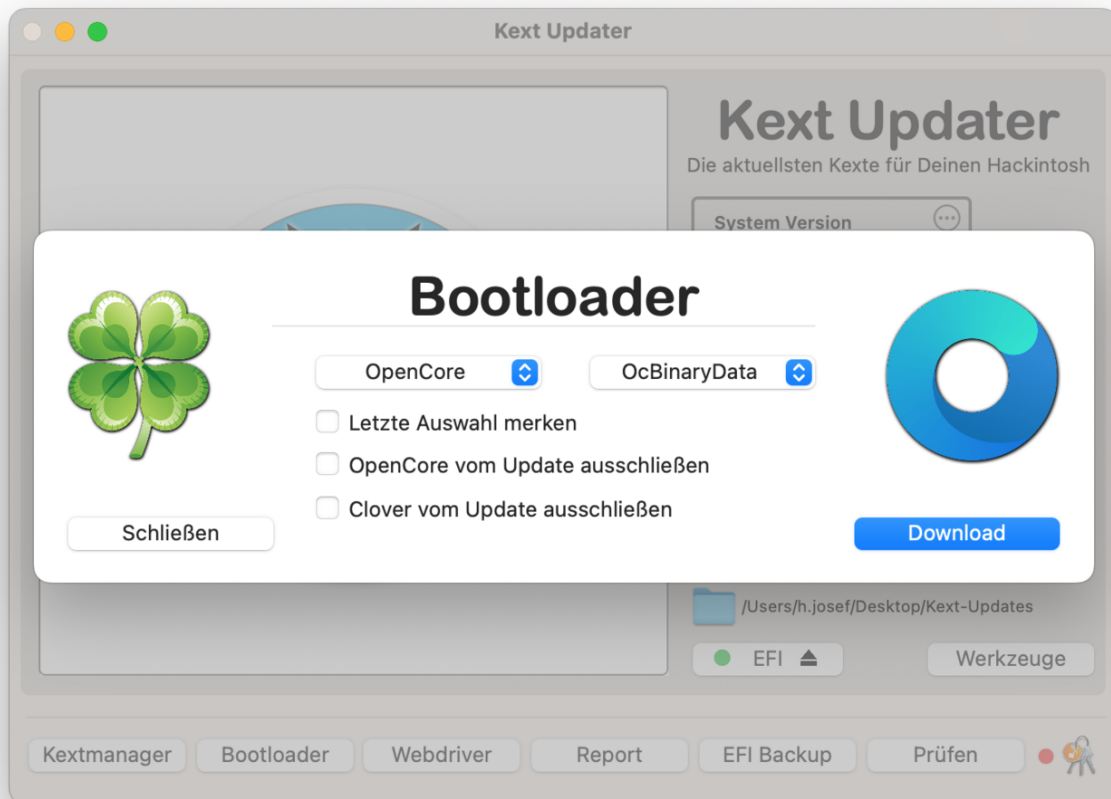 Kext Updater
Kext Updater
Die aktuellsten Kexte für Deinen Hackintosh
System Version
Bootloader
OpenCore
OcBinaryData
Letzte Auswahl merken
OpenCore vom Update ausschließen
Clover vom Update ausschließen
Schließen
Download
/Users/h.josef/Desktop/Kext-Updates
EFI
Werkzeuge
Kextmanager
Bootloader
Webdriver
Report
EFI Backup
Prüfen